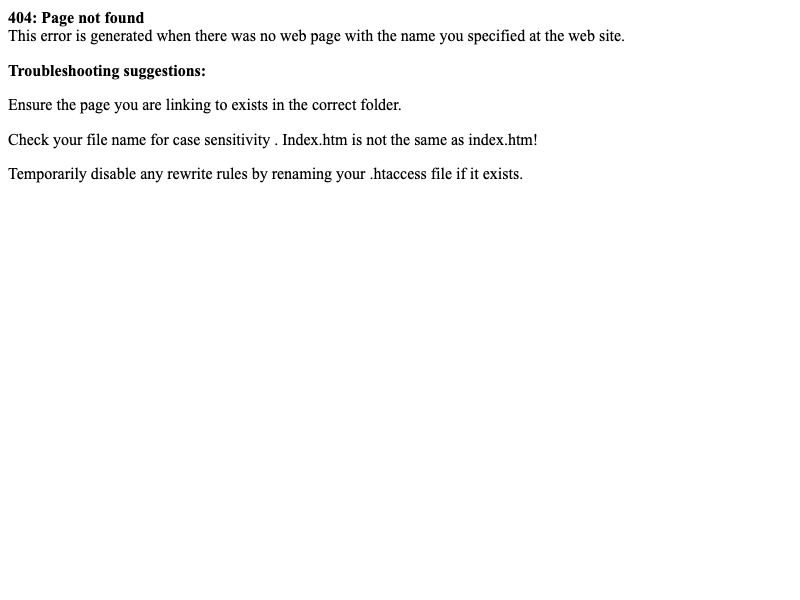 404: Page not found
This error is generated when there was no web page with the name you specified at the web site.
Troubleshooting suggestions:
Ensure the page you are linking to exists in the correct folder.
Check your file name for case sensitivity . Index.htm is not the same as index.htm!
Temporarily disable any rewrite rules by renaming your .htaccess file if it exists.